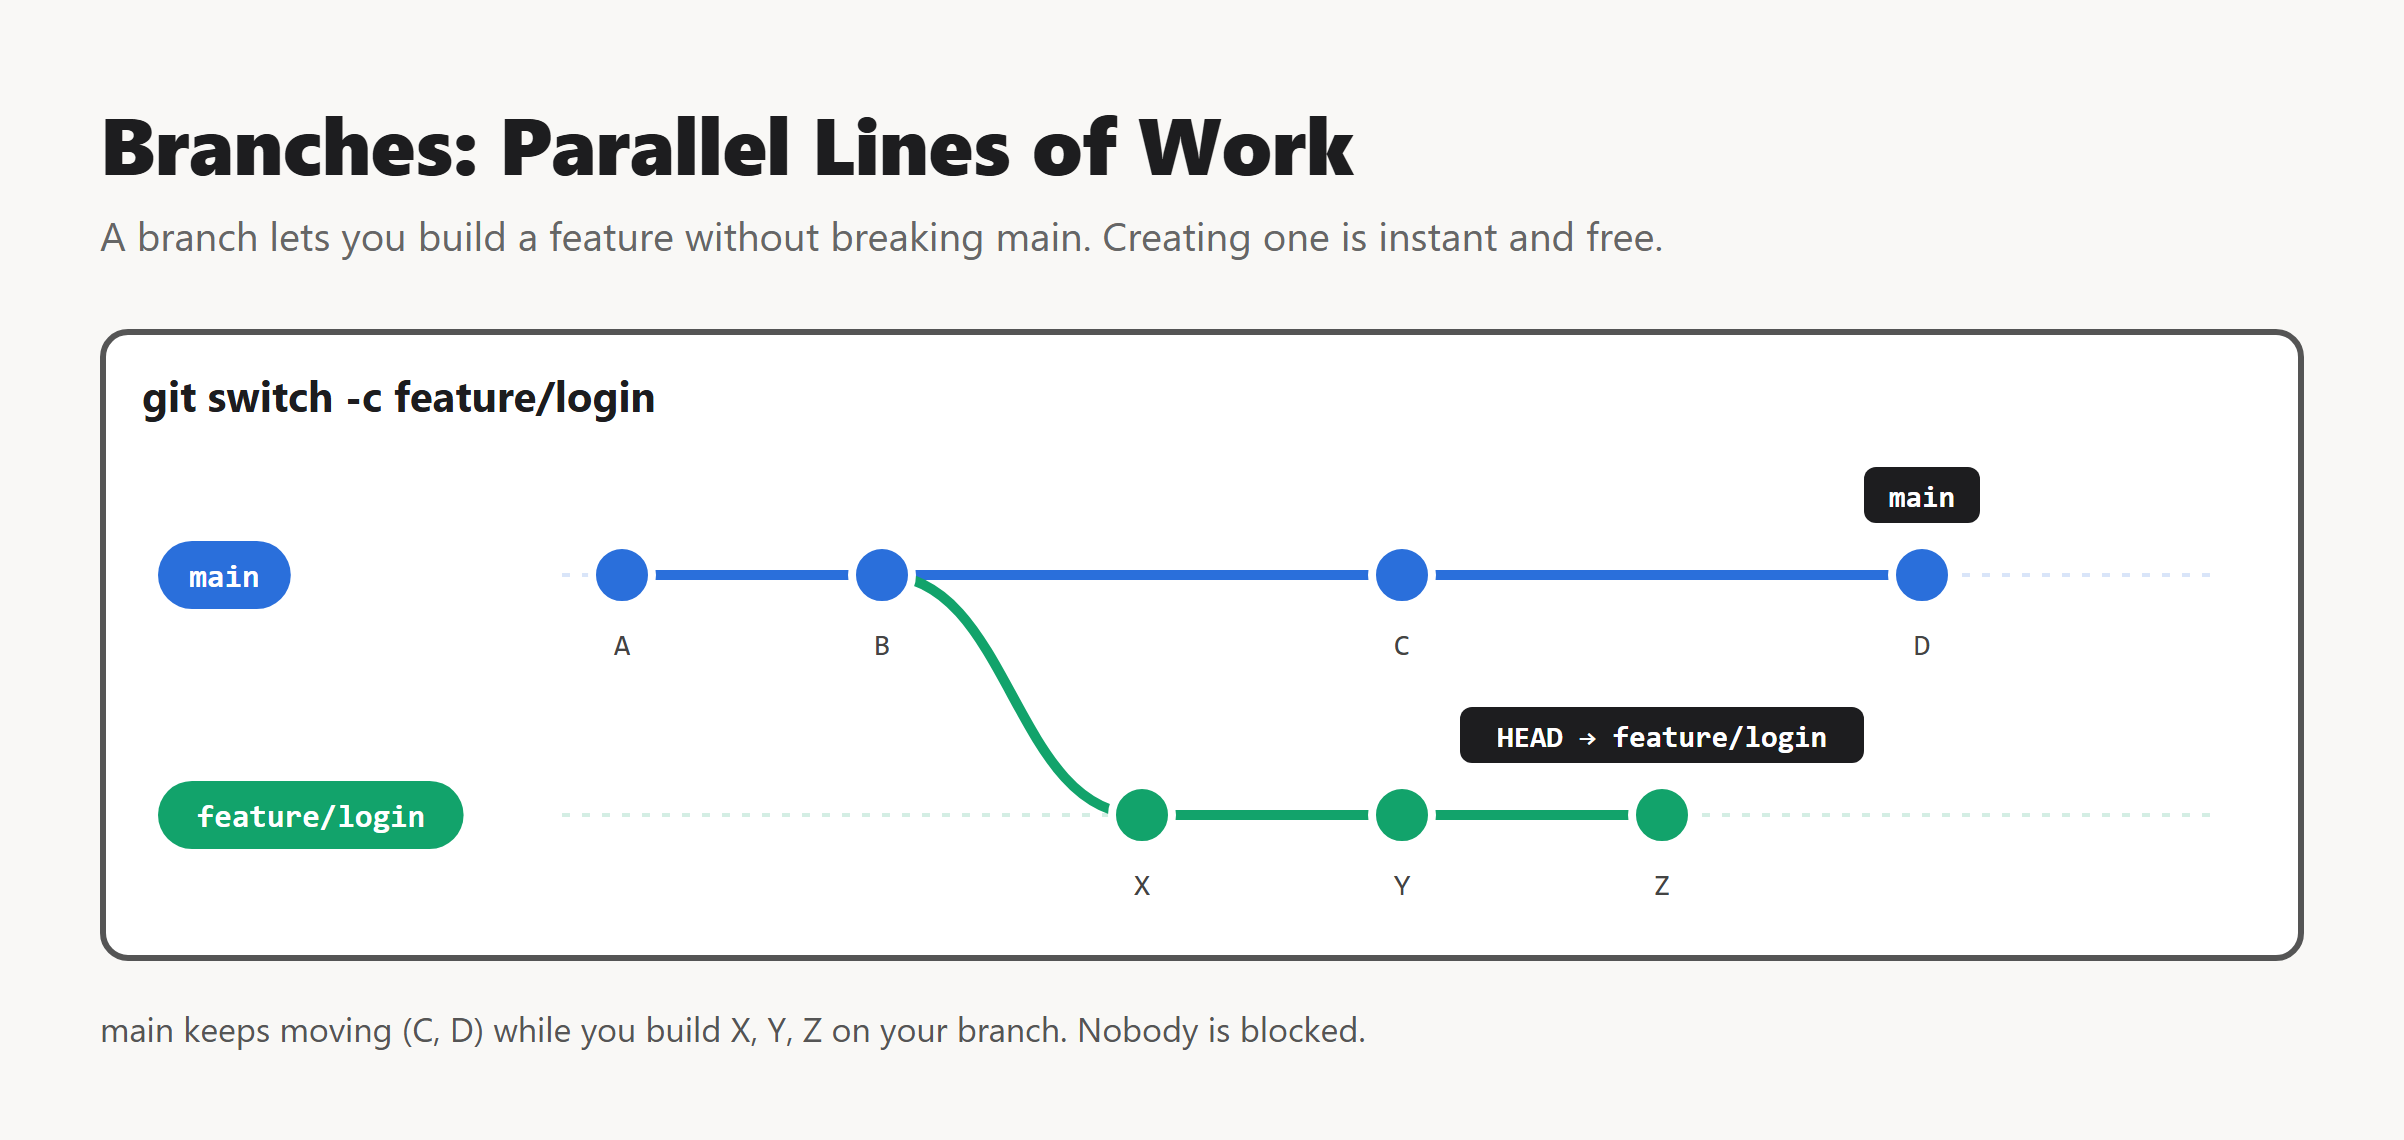 Branches: Parallel Lines of Work
A branch lets you build a feature without breaking main. Creating one is instant and free.
git switch -c feature/login
main
main
A
B
C
D
HEAD → feature/login
feature/login
X
Y
Z
main keeps moving (C, D) while you build X, Y, Z on your branch. Nobody is blocked.